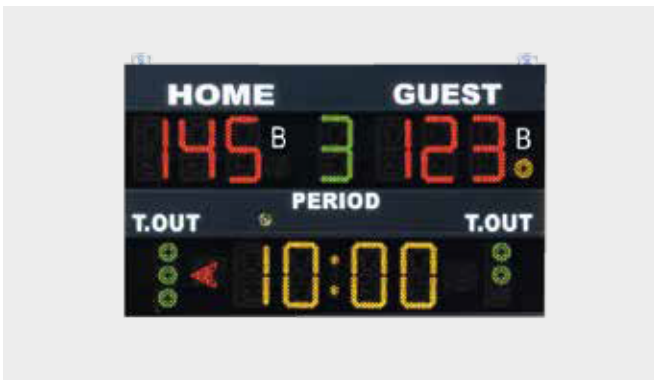 HOME GUEST
145 B 3 123 B
PERIOD
T.OUT T.OUT
10:00